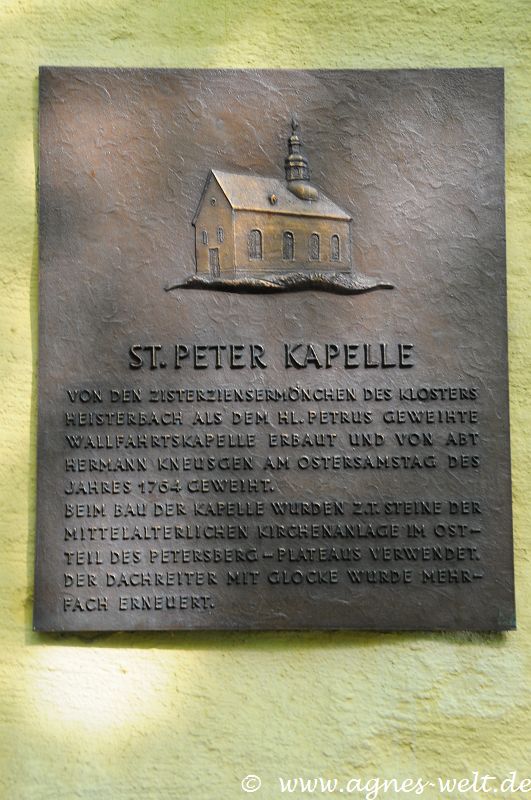 ST. PETER KAPELLE
VON DEN ZISTERZIENSERMÖNCHEN DES KLOSTERS
HEISTERBACH ALS DEM HL. PETRUS GEWEIHTE
WALLFAHRTSKAPELLE ERBAUT UND VON ABT
HERMANN KNEUSGEN AM OSTERSAMSTAG DES
JAHRES 1764 GEWEIHT.
BEIM BAU DER KAPELLE WURDEN Z.T. STEINE DER
MITTELALTERLICHEN KIRCHENANLAGE IM OST-
TEIL DES PETERSBERG-PLATEAUS VERWENDET.
DER DACHREITER MIT GLOCKE WURDE MEHR-
FACH ERNEUERT.
© www.agnes-welt.de